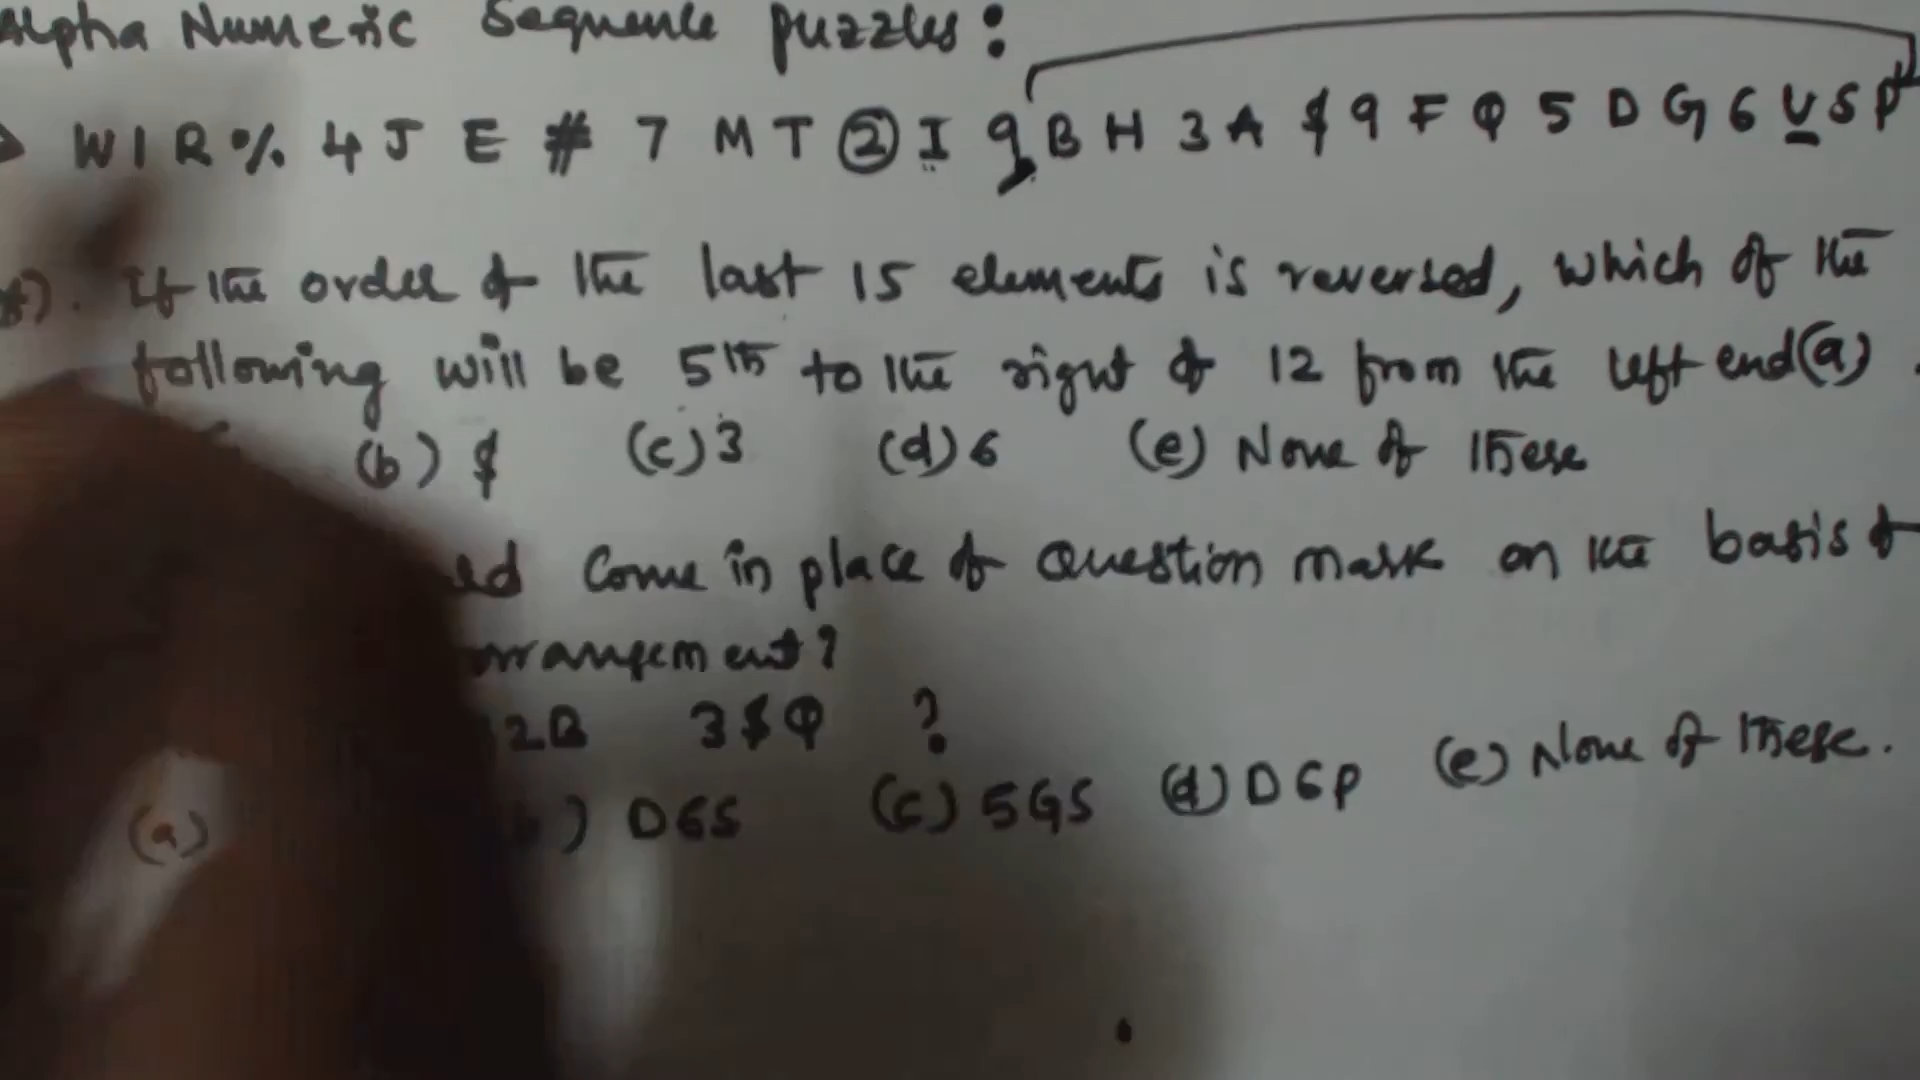 Alpha Numeric Sequence puzzles:
W 1 R % 4 J E # 7 M T 2 I 9 B H 3 A $ 9 F Q 5 D G 6 U S P
If the order of the last 15 elements is reversed, which of the
following will be 5th to the right of 12 from the left end (a)
(b) $ (c) 3 (d) 6 (e) None of these
Come in place of Question mark on the basis of
2B 3$Q ?
(a) ) D6S (c) 5GS (d) D6P (e) None of these.